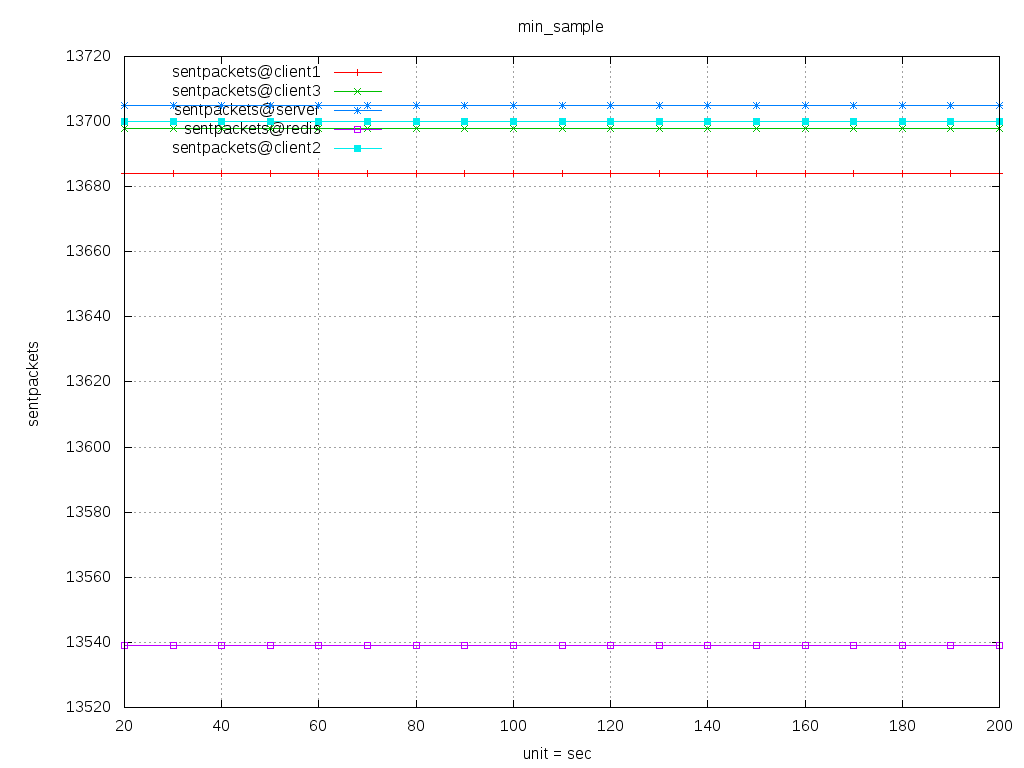 min_sample
13720
13700
13680
13660
13640
13620
13600
13580
13560
13540
13520
sentpackets@client1
sentpackets@client3
sentpackets@server
sentpackets@redis
sentpackets@client2
sentpackets
20 40 60 80 100 120 140 160 180 200
unit = sec